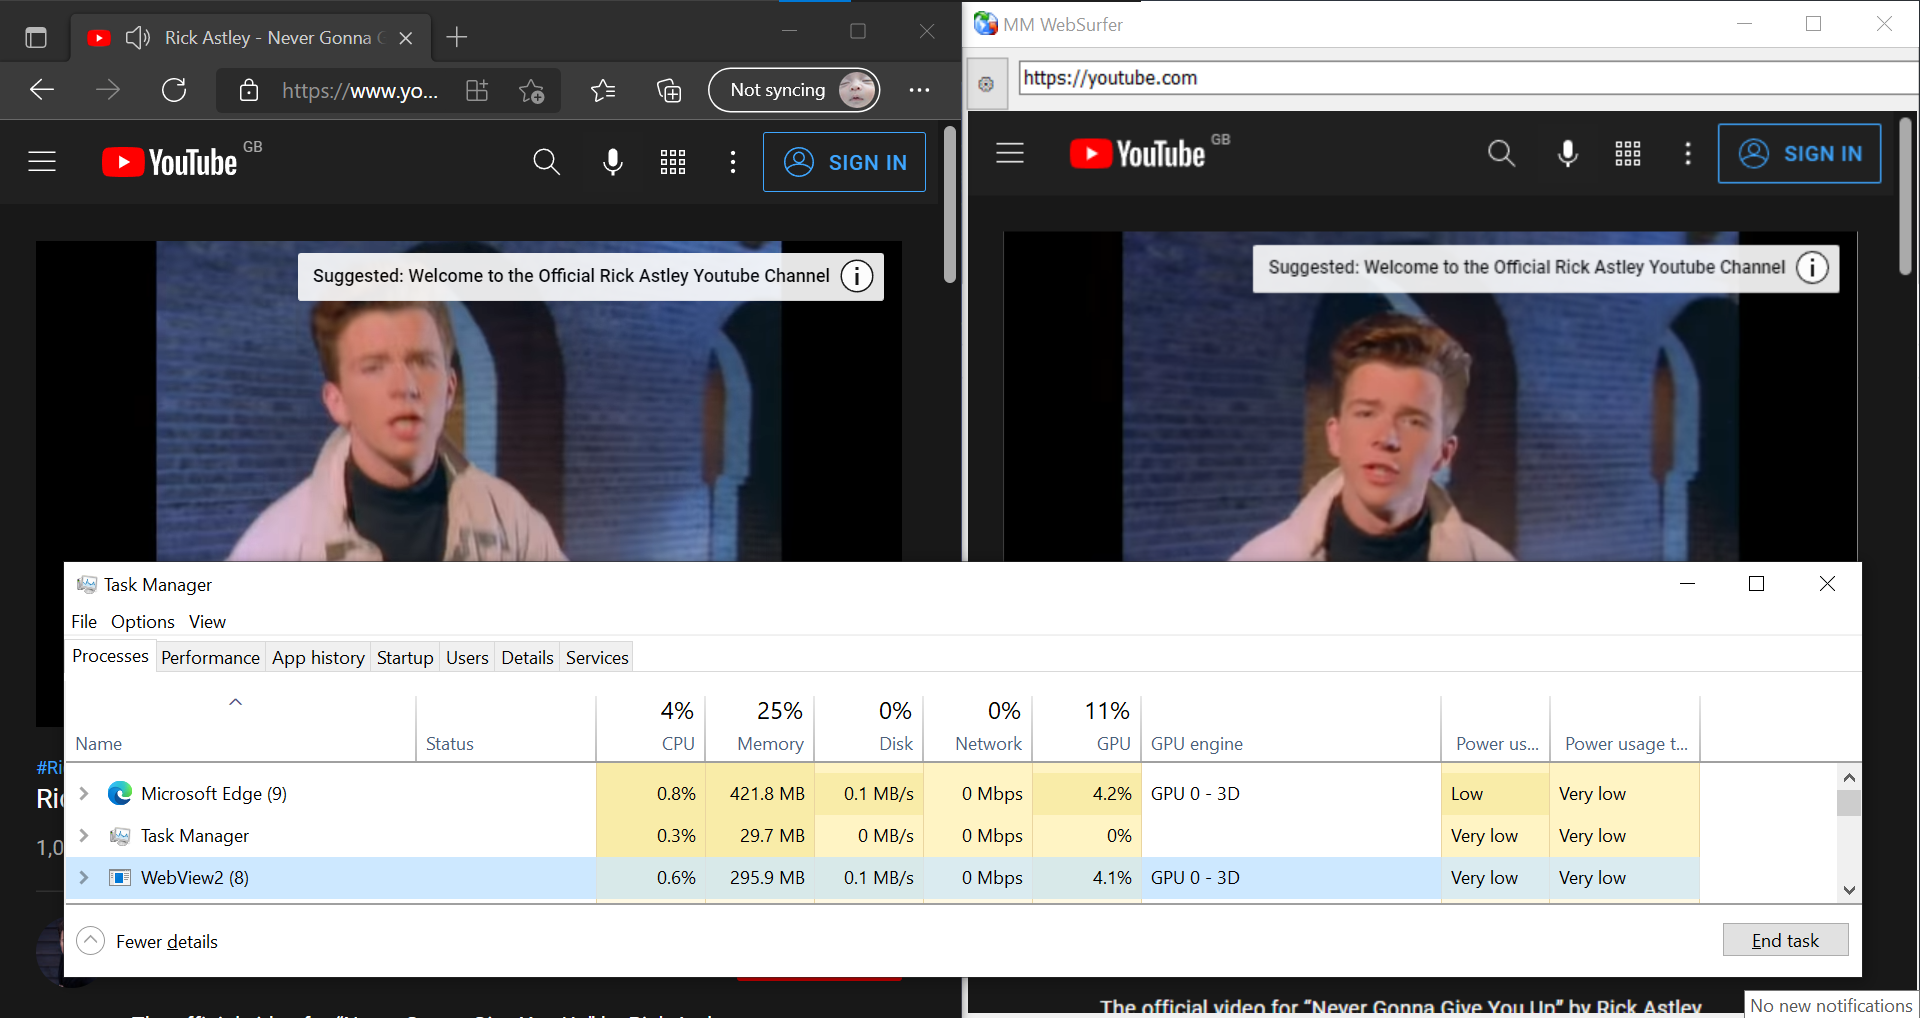 Rick Astley - Never Gonna G
https://www.yo...
Not syncing
YouTube GB
SIGN IN
Suggested: Welcome to the Official Rick Astley Youtube Channel
MM WebSurfer
https://youtube.com
YouTube GB
SIGN IN
Suggested: Welcome to the Official Rick Astley Youtube Channel
Task Manager
File Options View
Processes Performance App history Startup Users Details Services
4% 25% 0% 0% 11%
Name Status CPU Memory Disk Network GPU GPU engine Power us... Power usage t...
Microsoft Edge (9) 0.8% 421.8 MB 0.1 MB/s 0 Mbps 4.2% GPU 0 - 3D Low Very low
Task Manager 0.3% 29.7 MB 0 MB/s 0 Mbps 0% Very low Very low
WebView2 (8) 0.6% 295.9 MB 0.1 MB/s 0 Mbps 4.1% GPU 0 - 3D Very low Very low
Fewer details
End task
#Ri
Ric
1,0
The official video for “Never Gonna Give You Up” by Rick Astley
No new notifications